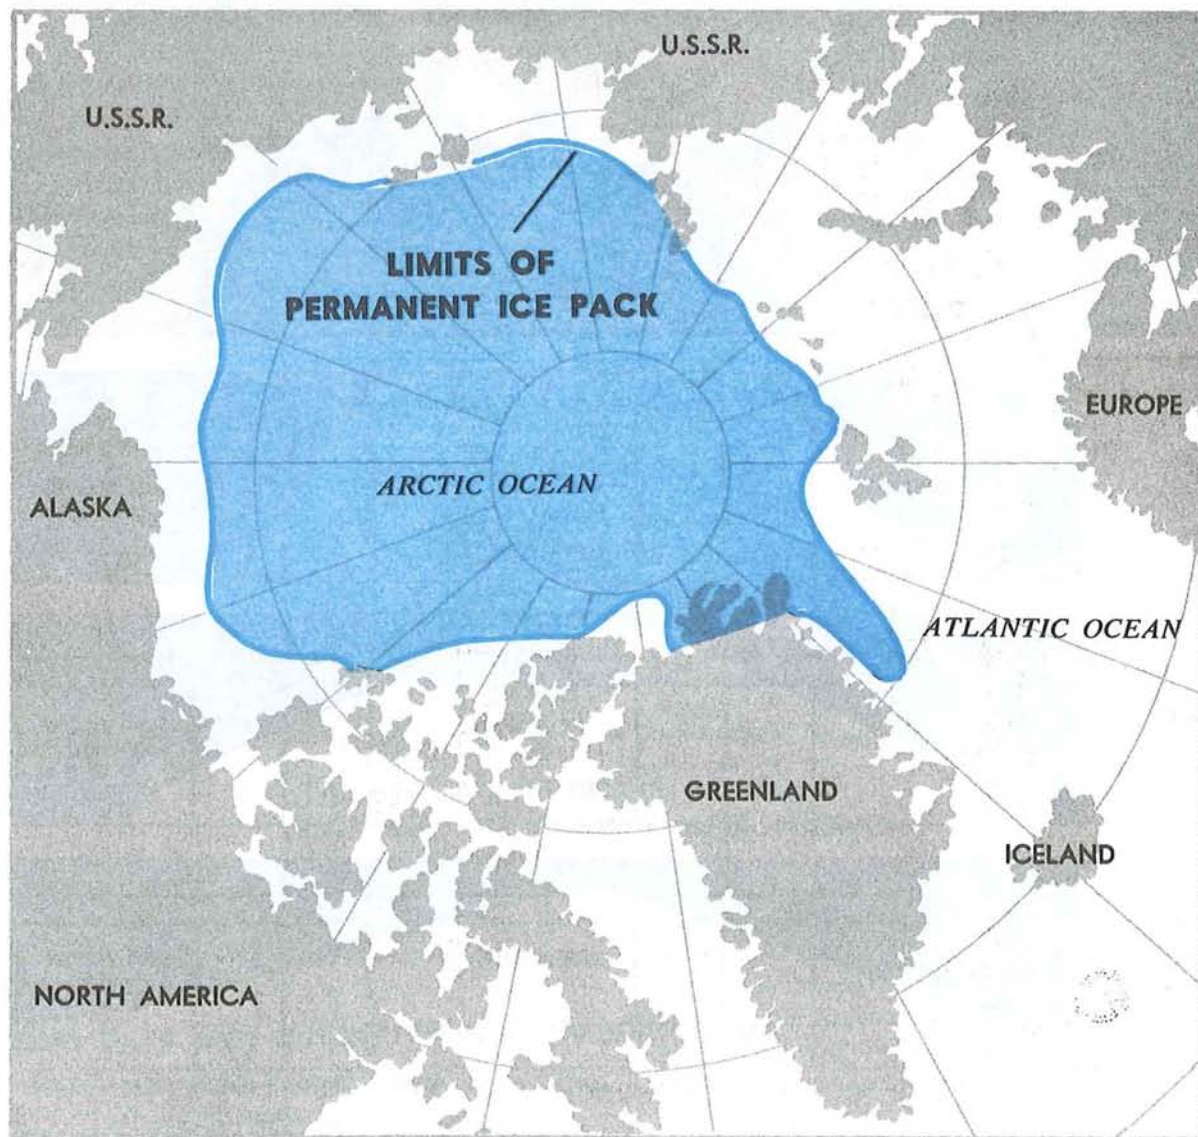 U.S.S.R.
U.S.S.R.
LIMITS OF
PERMANENT ICE PACK
EUROPE
ARCTIC OCEAN
ALASKA
ATLANTIC OCEAN
GREENLAND
ICELAND
NORTH AMERICA